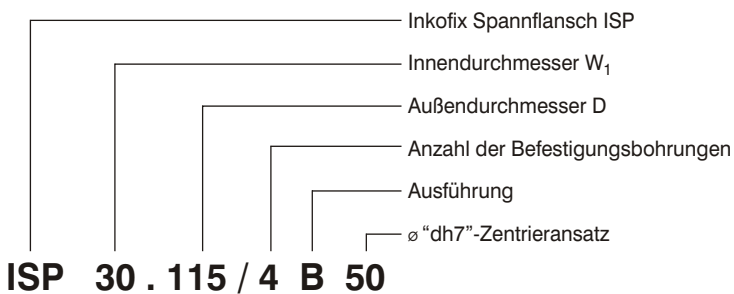 Inkofix Spannflansch ISP
Innendurchmesser W₁
Außendurchmesser D
Anzahl der Befestigungsbohrungen
Ausführung
⌀ “dh7”-Zentrieransatz
ISP 30 . 115 / 4 B 50